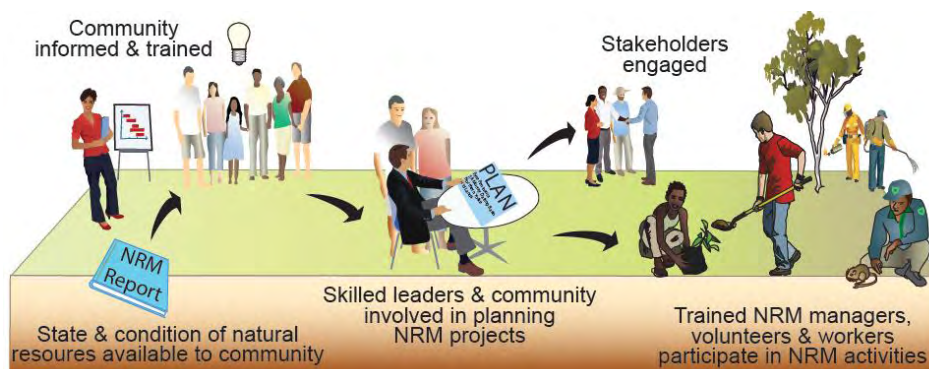 Community
informed & trained
Stakeholders
engaged
PLAN
NRM
Report
State & condition of natural
resoures available to community
Skilled leaders & community
involved in planning
NRM projects
Trained NRM managers,
volunteers & workers
participate in NRM activities